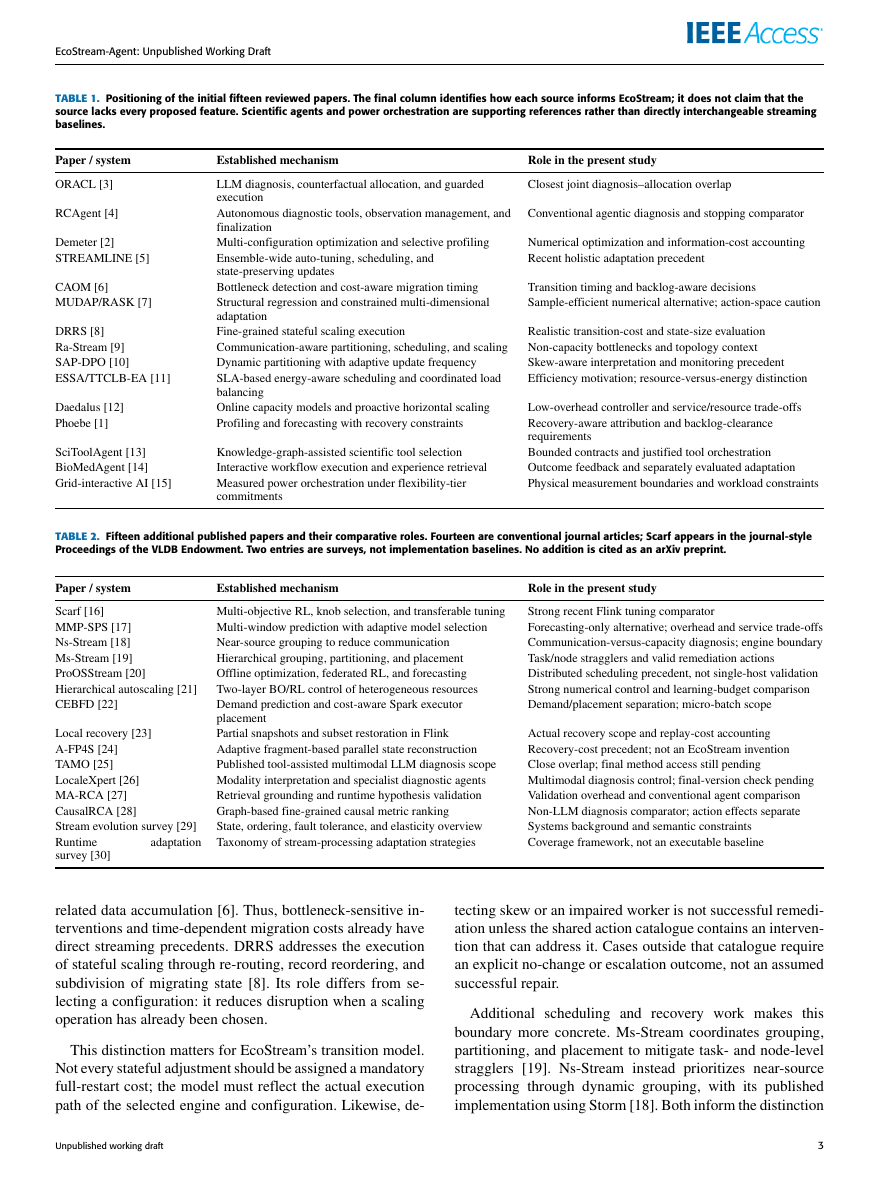 IEEE Access
EcoStream-Agent: Unpublished Working Draft
TABLE 1. Positioning of the initial fifteen reviewed papers. The final column identifies how each source informs EcoStream; it does not claim that the
source lacks every proposed feature. Scientific agents and power orchestration are supporting references rather than directly interchangeable streaming
baselines.
Paper / system Established mechanism Role in the present study
ORACL [3] LLM diagnosis, counterfactual allocation, and guarded Closest joint diagnosis–allocation overlap
execution
RCAgent [4] Autonomous diagnostic tools, observation management, and Conventional agentic diagnosis and stopping comparator
finalization
Demeter [2] Multi-configuration optimization and selective profiling Numerical optimization and information-cost accounting
STREAMLINE [5] Ensemble-wide auto-tuning, scheduling, and Recent holistic adaptation precedent
state-preserving updates
CAOM [6] Bottleneck detection and cost-aware migration timing Transition timing and backlog-aware decisions
MUDAP/RASK [7] Structural regression and constrained multi-dimensional Sample-efficient numerical alternative; action-space caution
adaptation
DRRS [8] Fine-grained stateful scaling execution Realistic transition-cost and state-size evaluation
Ra-Stream [9] Communication-aware partitioning, scheduling, and scaling Non-capacity bottlenecks and topology context
SAP-DPO [10] Dynamic partitioning with adaptive update frequency Skew-aware interpretation and monitoring precedent
ESSA/TTCLB-EA [11] SLA-based energy-aware scheduling and coordinated load Efficiency motivation; resource-versus-energy distinction
balancing
Daedalus [12] Online capacity models and proactive horizontal scaling Low-overhead controller and service/resource trade-offs
Phoebe [1] Profiling and forecasting with recovery constraints Recovery-aware attribution and backlog-clearance
requirements
SciToolAgent [13] Knowledge-graph-assisted scientific tool selection Bounded contracts and justified tool orchestration
BioMedAgent [14] Interactive workflow execution and experience retrieval Outcome feedback and separately evaluated adaptation
Grid-interactive AI [15] Measured power orchestration under flexibility-tier Physical measurement boundaries and workload constraints
commitments
TABLE 2. Fifteen additional published papers and their comparative roles. Fourteen are conventional journal articles; Scarf appears in the journal-style
Proceedings of the VLDB Endowment. Two entries are surveys, not implementation baselines. No addition is cited as an arXiv preprint.
Paper / system Established mechanism Role in the present study
Scarf [16] Multi-objective RL, knob selection, and transferable tuning Strong recent Flink tuning comparator
MMP-SPS [17] Multi-window prediction with adaptive model selection Forecasting-only alternative; overhead and service trade-offs
Ns-Stream [18] Near-source grouping to reduce communication Communication-versus-capacity diagnosis; engine boundary
Ms-Stream [19] Hierarchical grouping, partitioning, and placement Task/node stragglers and valid remediation actions
ProOSStream [20] Offline optimization, federated RL, and forecasting Distributed scheduling precedent, not single-host validation
Hierarchical autoscaling [21] Two-layer BO/RL control of heterogeneous resources Strong numerical control and learning-budget comparison
CEBFD [22] Demand prediction and cost-aware Spark executor Demand/placement separation; micro-batch scope
placement
Local recovery [23] Partial snapshots and subset restoration in Flink Actual recovery scope and replay-cost accounting
A-FP4S [24] Adaptive fragment-based parallel state reconstruction Recovery-cost precedent; not an EcoStream invention
TAMO [25] Published tool-assisted multimodal LLM diagnosis scope Close overlap; final method access still pending
LocaleXpert [26] Modality interpretation and specialist diagnostic agents Multimodal diagnosis control; final-version check pending
MA-RCA [27] Retrieval grounding and runtime hypothesis validation Validation overhead and conventional agent comparison
CausalRCA [28] Graph-based fine-grained causal metric ranking Non-LLM diagnosis comparator; action effects separate
Stream evolution survey [29] State, ordering, fault tolerance, and elasticity overview Systems background and semantic constraints
Runtime adaptation Taxonomy of stream-processing adaptation strategies Coverage framework, not an executable baseline
survey [30]
related data accumulation [6]. Thus, bottleneck-sensitive in-
terventions and time-dependent migration costs already have
direct streaming precedents. DRRS addresses the execution
of stateful scaling through re-routing, record reordering, and
subdivision of migrating state [8]. Its role differs from se-
lecting a configuration: it reduces disruption when a scaling
operation has already been chosen.
This distinction matters for EcoStream's transition model.
Not every stateful adjustment should be assigned a mandatory
full-restart cost; the model must reflect the actual execution
path of the selected engine and configuration. Likewise, de-
tecting skew or an impaired worker is not successful remedi-
ation unless the shared action catalogue contains an interven-
tion that can address it. Cases outside that catalogue require
an explicit no-change or escalation outcome, not an assumed
successful repair.
Additional scheduling and recovery work makes this
boundary more concrete. Ms-Stream coordinates grouping,
partitioning, and placement to mitigate task- and node-level
stragglers [19]. Ns-Stream instead prioritizes near-source
processing through dynamic grouping, with its published
implementation using Storm [18]. Both inform the distinction
Unpublished working draft
3